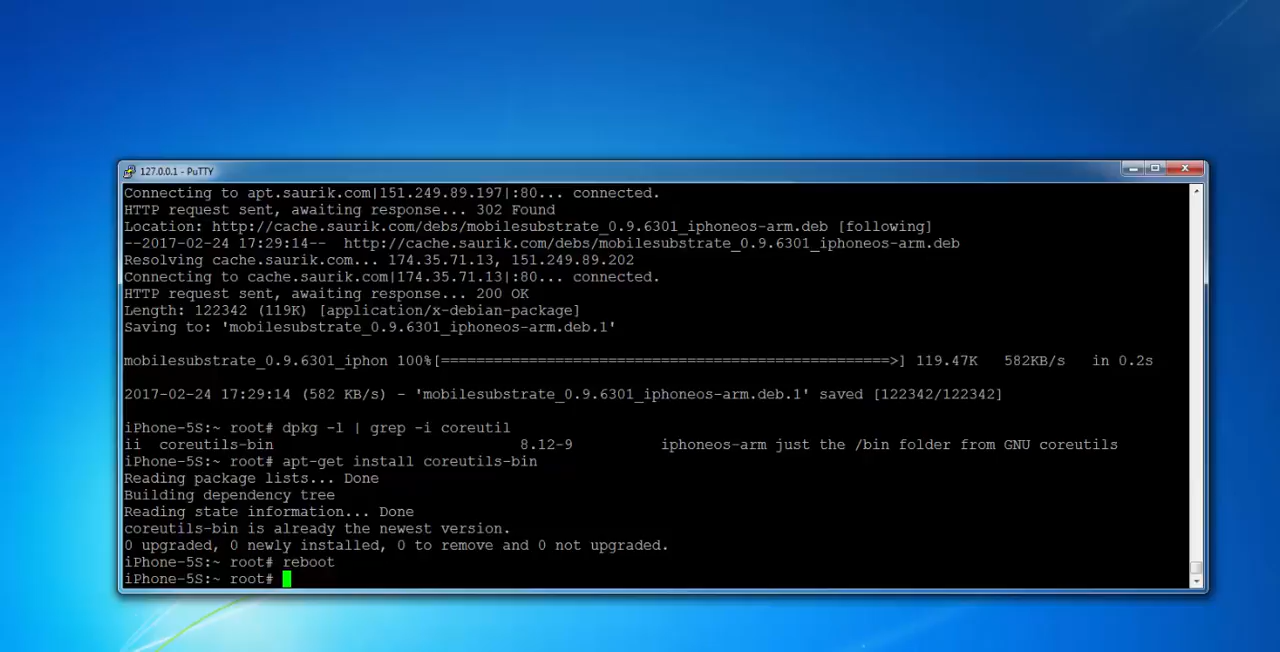 127.0.0.1 - PuTTY
Connecting to apt.saurik.com|151.249.89.197|:80... connected.
HTTP request sent, awaiting response... 302 Found
Location: http://cache.saurik.com/debs/mobilesubstrate_0.9.6301_iphoneos-arm.deb [following]
--2017-02-24 17:29:14-- http://cache.saurik.com/debs/mobilesubstrate_0.9.6301_iphoneos-arm.deb
Resolving cache.saurik.com... 174.35.71.13, 151.249.89.202
Connecting to cache.saurik.com|174.35.71.13|:80... connected.
HTTP request sent, awaiting response... 200 OK
Length: 122342 (119K) [application/x-debian-package]
Saving to: 'mobilesubstrate_0.9.6301_iphoneos-arm.deb.1'
mobilesubstrate_0.9.6301_iphon 100%[===================================================>] 119.47K 582KB/s in 0.2s
2017-02-24 17:29:14 (582 KB/s) - 'mobilesubstrate_0.9.6301_iphoneos-arm.deb.1' saved [122342/122342]
iPhone-5S:~ root# dpkg -l | grep -i coreutil
ii coreutils-bin 8.12-9 iphoneos-arm just the /bin folder from GNU coreutils
iPhone-5S:~ root# apt-get install coreutils-bin
Reading package lists... Done
Building dependency tree
Reading state information... Done
coreutils-bin is already the newest version.
0 upgraded, 0 newly installed, 0 to remove and 0 not upgraded.
iPhone-5S:~ root# reboot
iPhone-5S:~ root#